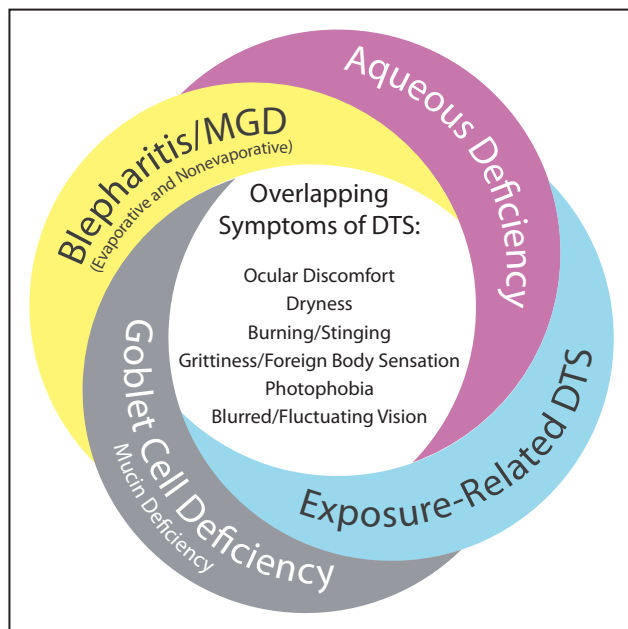 Aqueous Deficiency
Blepharitis/MGD
(Evaporative and Nonevaporative)
Overlapping
Symptoms of DTS:
Ocular Discomfort
Dryness
Burning/Stinging
Grittiness/Foreign Body Sensation
Photophobia
Blurred/Fluctuating Vision
Goblet Cell Deficiency
Mucin Deficiency
Exposure-Related DTS